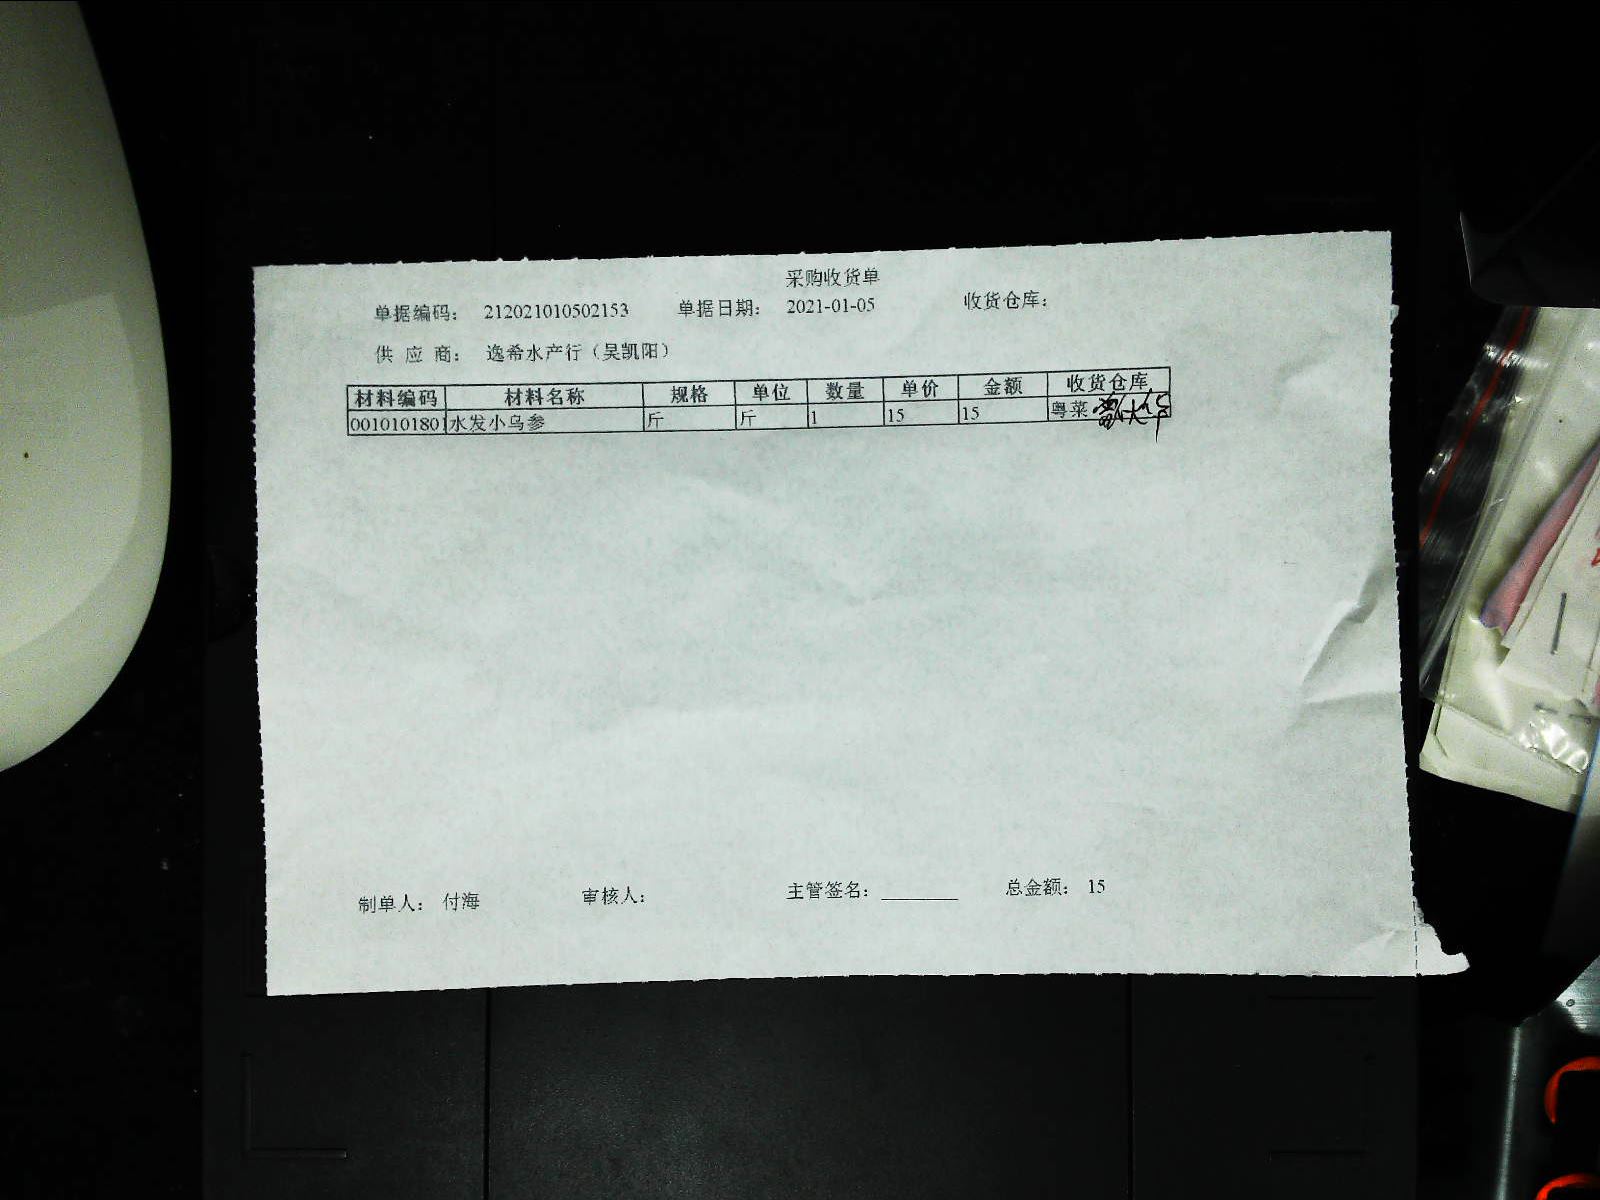 采购收货单
单据编码： 212021010502153 单据日期： 2021-01-05 收货仓库：
供 应 商： 逸希水产行（吴凯阳）
材料编码 材料名称 规格 单位 数量 单价 金额 收货仓库
0010101801 水发小乌参 斤 斤 1 15 15 粤菜
制单人： 付海 审核人： 主管签名： 总金额： 15